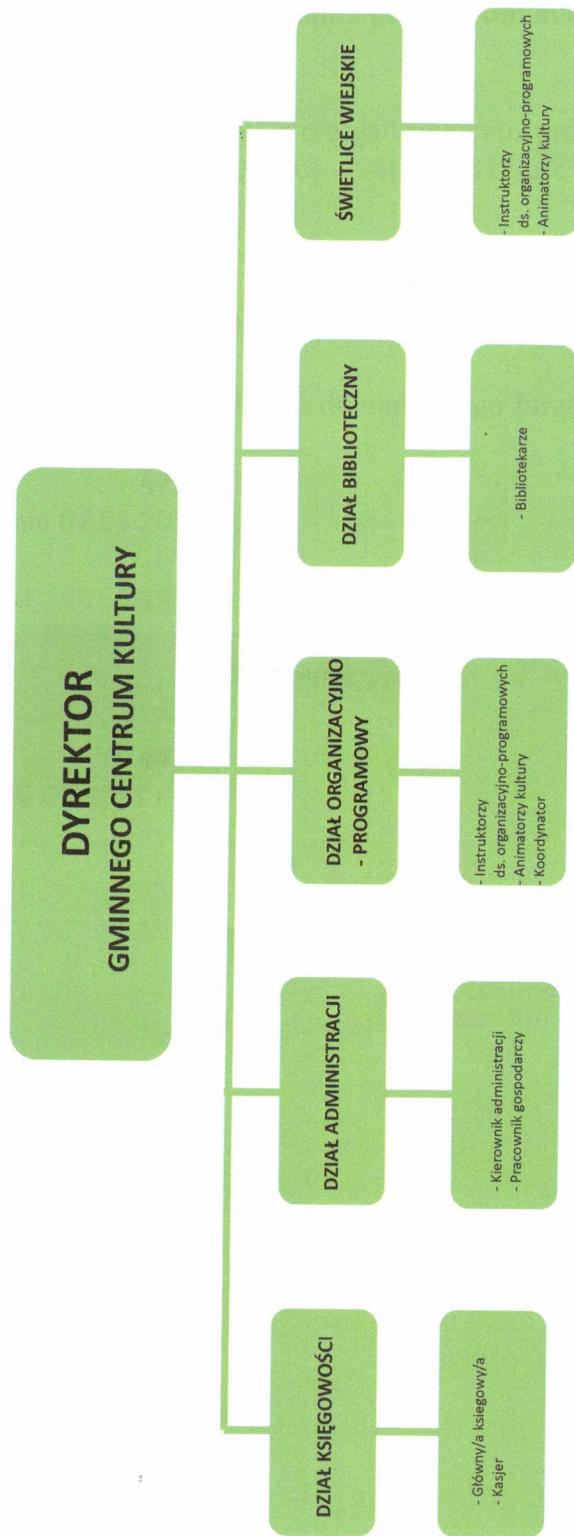 DYREKTOR
GMINNEGO CENTRUM KULTURY
DZIAŁ KSIĘGOWOŚCI
- Główny/a ksiegowy/a
- Kasjer
DZIAŁ ADMINISTRACJI
- Kierownik administracji
- Pracownik gospodarczy
DZIAŁ ORGANIZACYJNO
- PROGRAMOWY
- Instruktorzy
ds. organizacyjno-programowych
- Animatorzy kultury
- Koordynator
DZIAŁ BIBLIOTECZNY
- Bibliotekarze
ŚWIETLICE WIEJSKIE
- Instruktorzy
ds. organizacyjno-programowych
- Animatorzy kultury